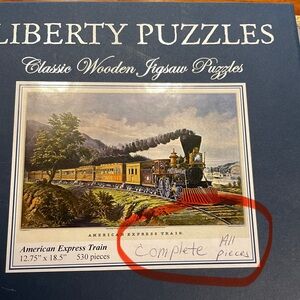 LIBERTY PUZZLES
Classic Wooden Jigsaw Puzzles
AMERICAN EXPRESS TRAIN.
American Express Train
12.75" x 18.5" 530 pieces
Complete All
pieces